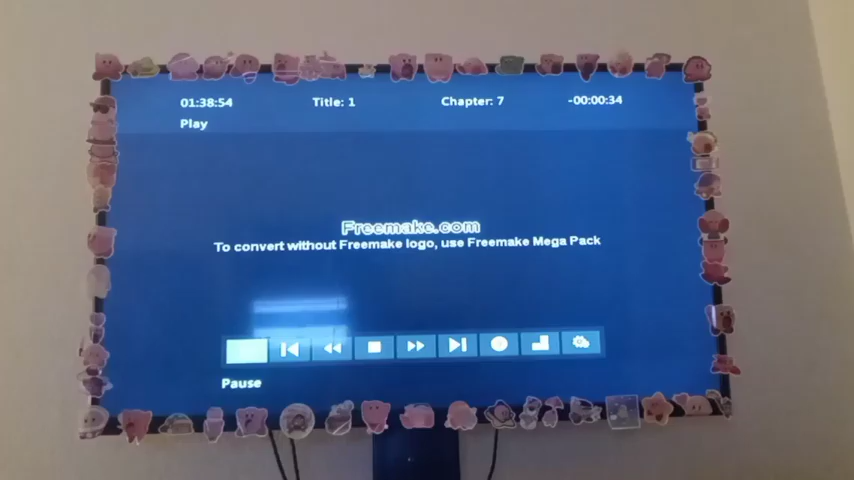 01:38:54 Title: 1 Chapter: 7 -00:00:34
Play
Freemake.com
To convert without Freemake logo, use Freemake Mega Pack
Pause